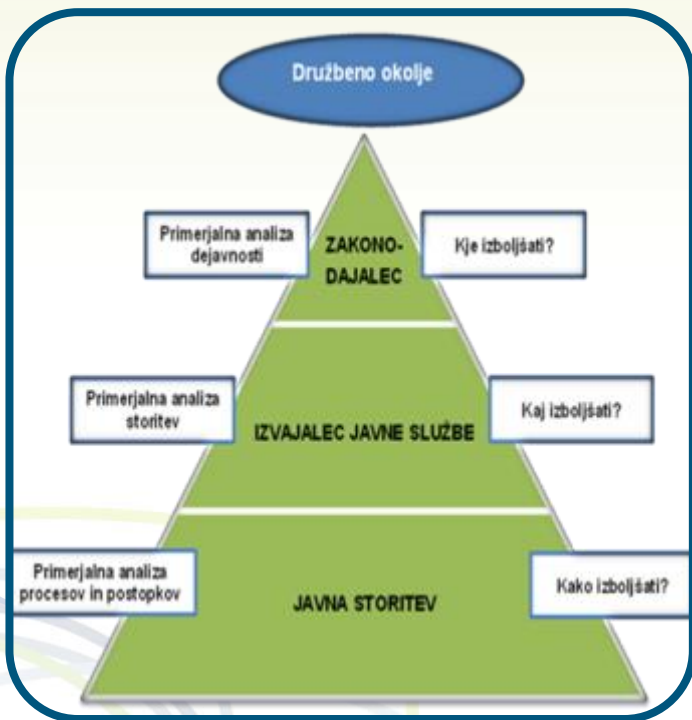 Družbeno okolje
Primerjalna analiza
dejavnosti
ZAKONO-
DAJALEC
Kje izboljšati?
Primerjalna analiza
storitev
IZVAJALEC JAVNE SLUŽBE
Kaj izboljšati?
Primerjalna analiza
procesov in postopkov
JAVNA STORITEV
Kako izboljšati?